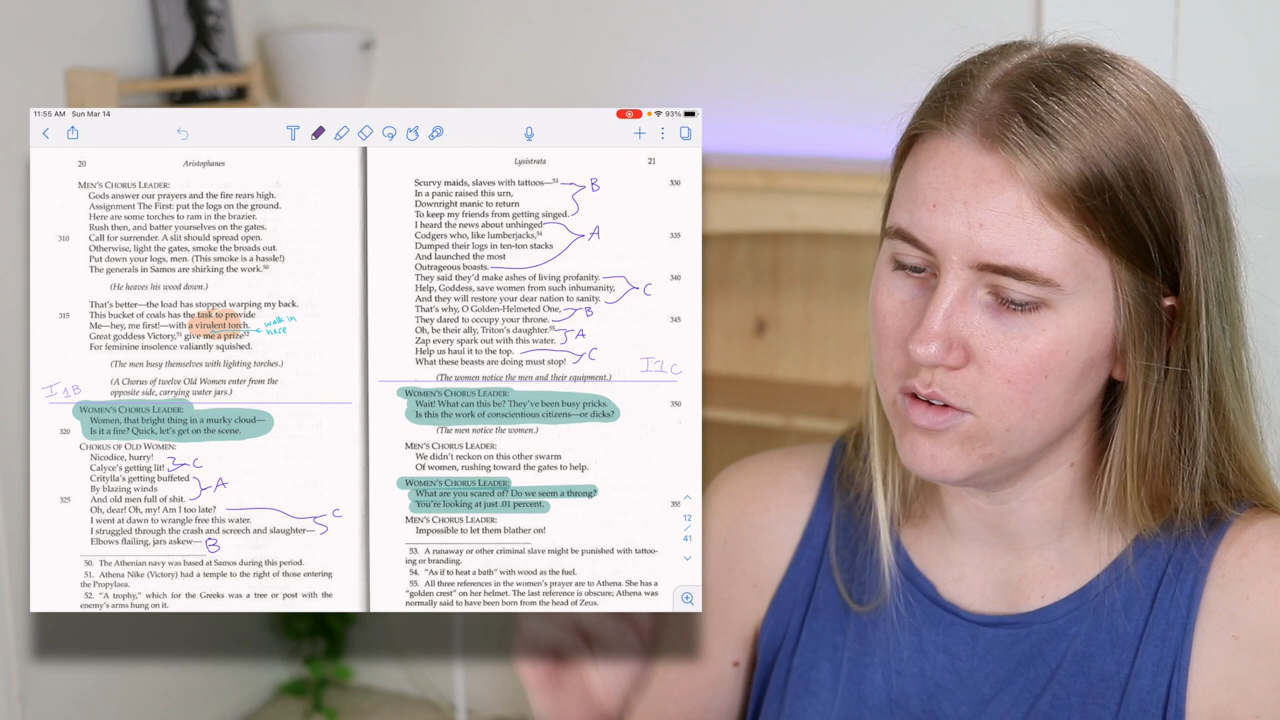 11:55 AM Sun Mar 14
93%
T
20
Aristophanes
MEN'S CHORUS LEADER:
Gods answer our prayers and the fire rears high.
Assignment The First: put the logs on the ground.
Here are some torches to ram in the brazier.
Rush then, and batter yourselves on the gates.
310 Call for surrender. A slit should spread open.
Otherwise, light the gates, smoke the broads out.
Put down your logs, men. (This smoke is a hassle!)
The generals in Samos are shirking the work.50
(He heaves his wood down.)
That's better—the load has stopped warping my back.
315 This bucket of coals has the task to provide
Me—hey, me first!—with a virulent torch.
walk in
here
Great goddess Victory,51 give me a prize52
For feminine insolence valiantly squished.
(The men busy themselves with lighting torches.)
(A Chorus of twelve Old Women enter from the
opposite side, carrying water jars.)
I1B
WOMEN'S CHORUS LEADER:
Women, that bright thing in a murky cloud—
320 Is it a fire? Quick, let's get on the scene.
CHORUS OF OLD WOMEN:
Nicodice, hurry!
Calyce's getting lit! C
Critylla's getting buffeted
By blazing winds A
325 And old men full of shit.
Oh, dear! Oh, my! Am I too late? C
I went at dawn to wrangle free this water.
I struggled through the crash and screech and slaughter—
Elbows flailing, jars askew— B
50. The Athenian navy was based at Samos during this period.
51. Athena Nike (Victory) had a temple to the right of those entering
the Propylaea.
52. "A trophy," which for the Greeks was a tree or post with the
enemy's arms hung on it.
Lysistrata
21
Scurvy maids, slaves with tattoos—53 B 330
In a panic raised this urn,
Downright manic to return
To keep my friends from getting singed.
I heard the news about unhinged
Codgers who, like lumberjacks,54 A 335
Dumped their logs in ten-ton stacks
And launched the most
Outrageous boasts.
They said they'd make ashes of living profanity. 340
Help, Goddess, save women from such inhumanity, C
And they will restore your dear nation to sanity.
That's why, O Golden-Helmeted One, B
They dared to occupy your throne. 345
Oh, be their ally, Triton's daughter.55 A
Zap every spark out with this water.
Help us haul it to the top. C
What these beasts are doing must stop!
I1C
(The women notice the men and their equipment.)
WOMEN'S CHORUS LEADER:
Wait! What can this be? They've been busy pricks. 350
Is this the work of conscientious citizens—or dicks?
(The men notice the women.)
MEN'S CHORUS LEADER:
We didn't reckon on this other swarm
Of women, rushing toward the gates to help.
WOMEN'S CHORUS LEADER:
What are you scared of? Do we seem a throng?
You're looking at just .01 percent. 355
MEN'S CHORUS LEADER:
Impossible to let them blather on!
53. A runaway or other criminal slave might be punished with tattoo-
ing or branding.
54. "As if to heat a bath" with wood as the fuel.
55. All three references in the women's prayer are to Athena. She has a
"golden crest" on her helmet. The last reference is obscure; Athena was
normally said to have been born from the head of Zeus.
12
/
41